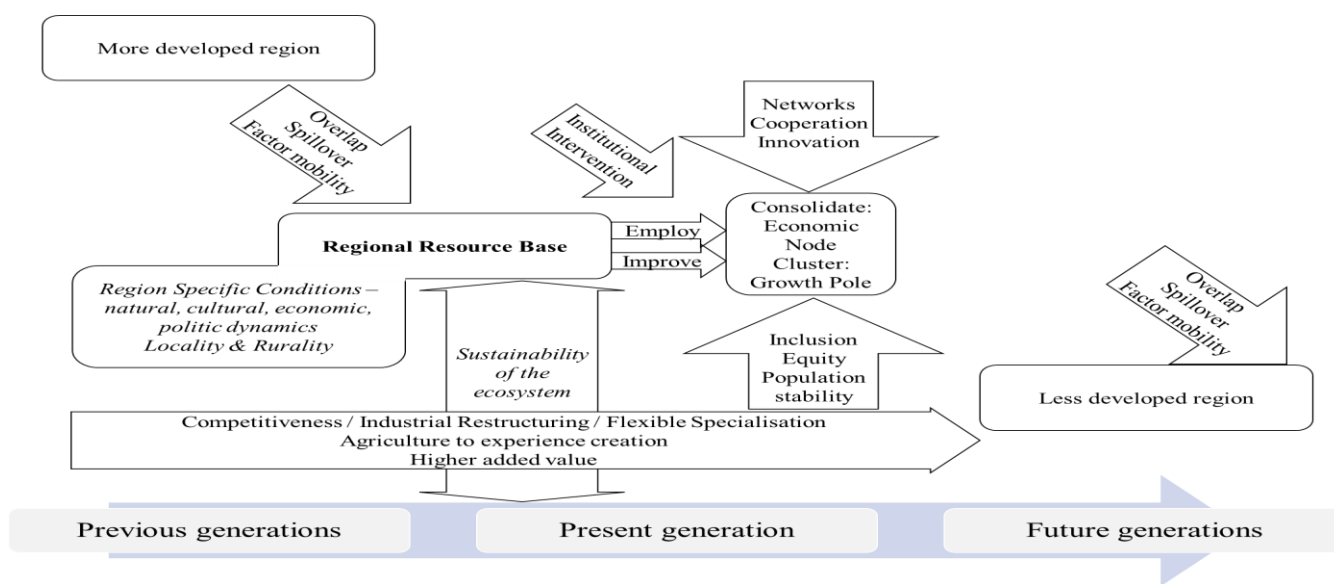 More developed region
Overlap
Spillover
Factor mobility
Institutional
Intervention
Networks
Cooperation
Innovation
Regional Resource Base
Employ
Improve
Consolidate:
Economic
Node
Cluster:
Growth Pole
Region Specific Conditions –
natural, cultural, economic,
politic dynamics
Locality & Rurality
Sustainability
of the
ecosystem
Inclusion
Equity
Population
stability
Overlap
Spillover
Factor mobility
Less developed region
Competitiveness / Industrial Restructuring / Flexible Specialisation
Agriculture to experience creation
Higher added value
Previous generations
Present generation
Future generations